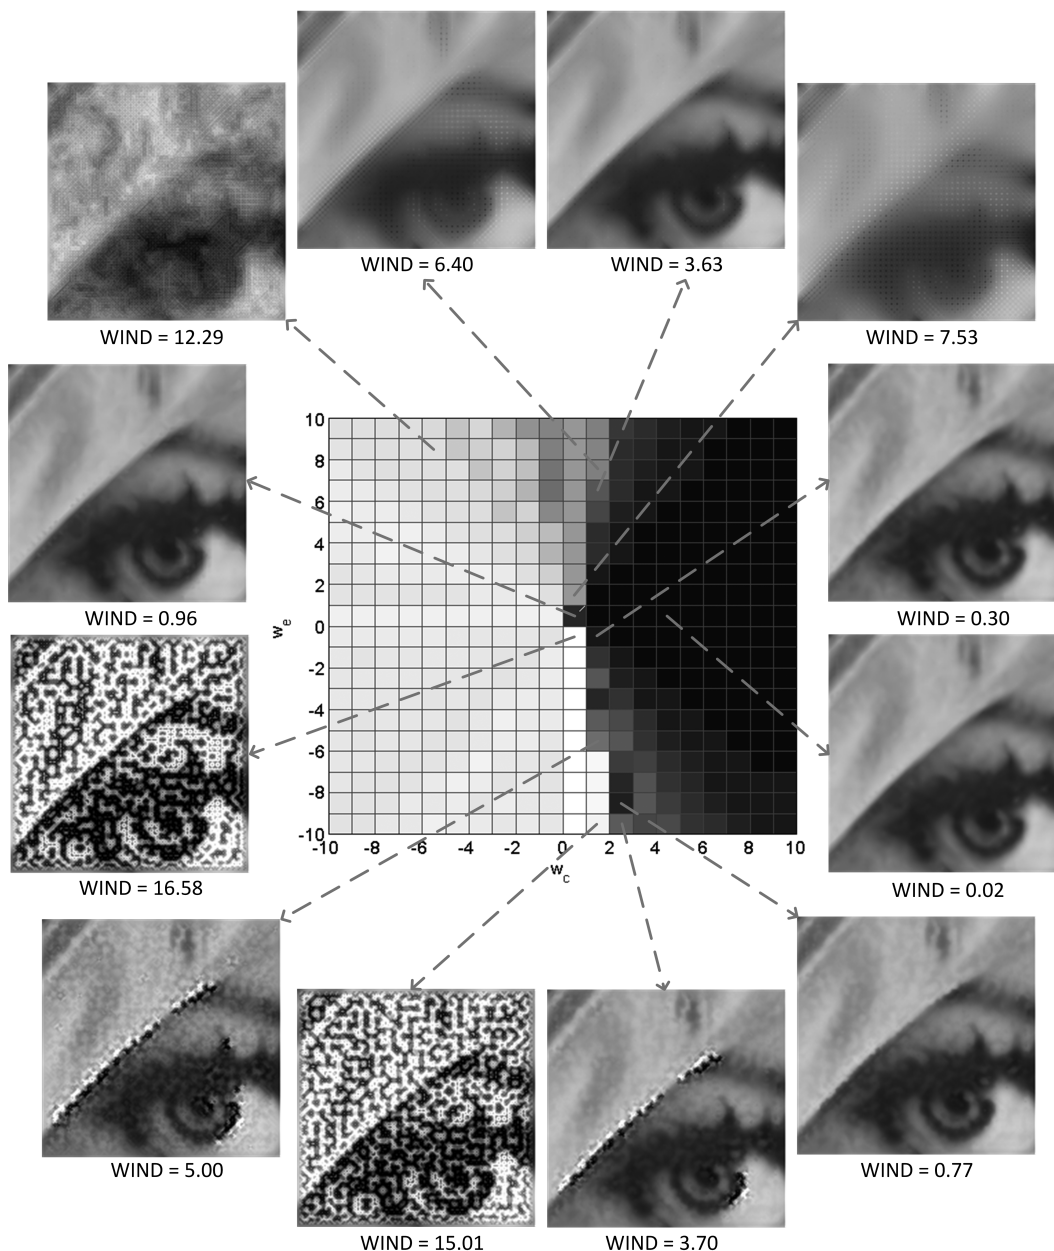 WIND = 6.40
WIND = 3.63
WIND = 12.29
WIND = 7.53
WIND = 0.96
WIND = 0.30
10
8
6
4
2
0
-2
-4
-6
-8
-10
w_e
-10 -8 -6 -4 -2 0 2 4 6 8 10
w_c
WIND = 16.58
WIND = 0.02
WIND = 5.00
WIND = 0.77
WIND = 15.01
WIND = 3.70